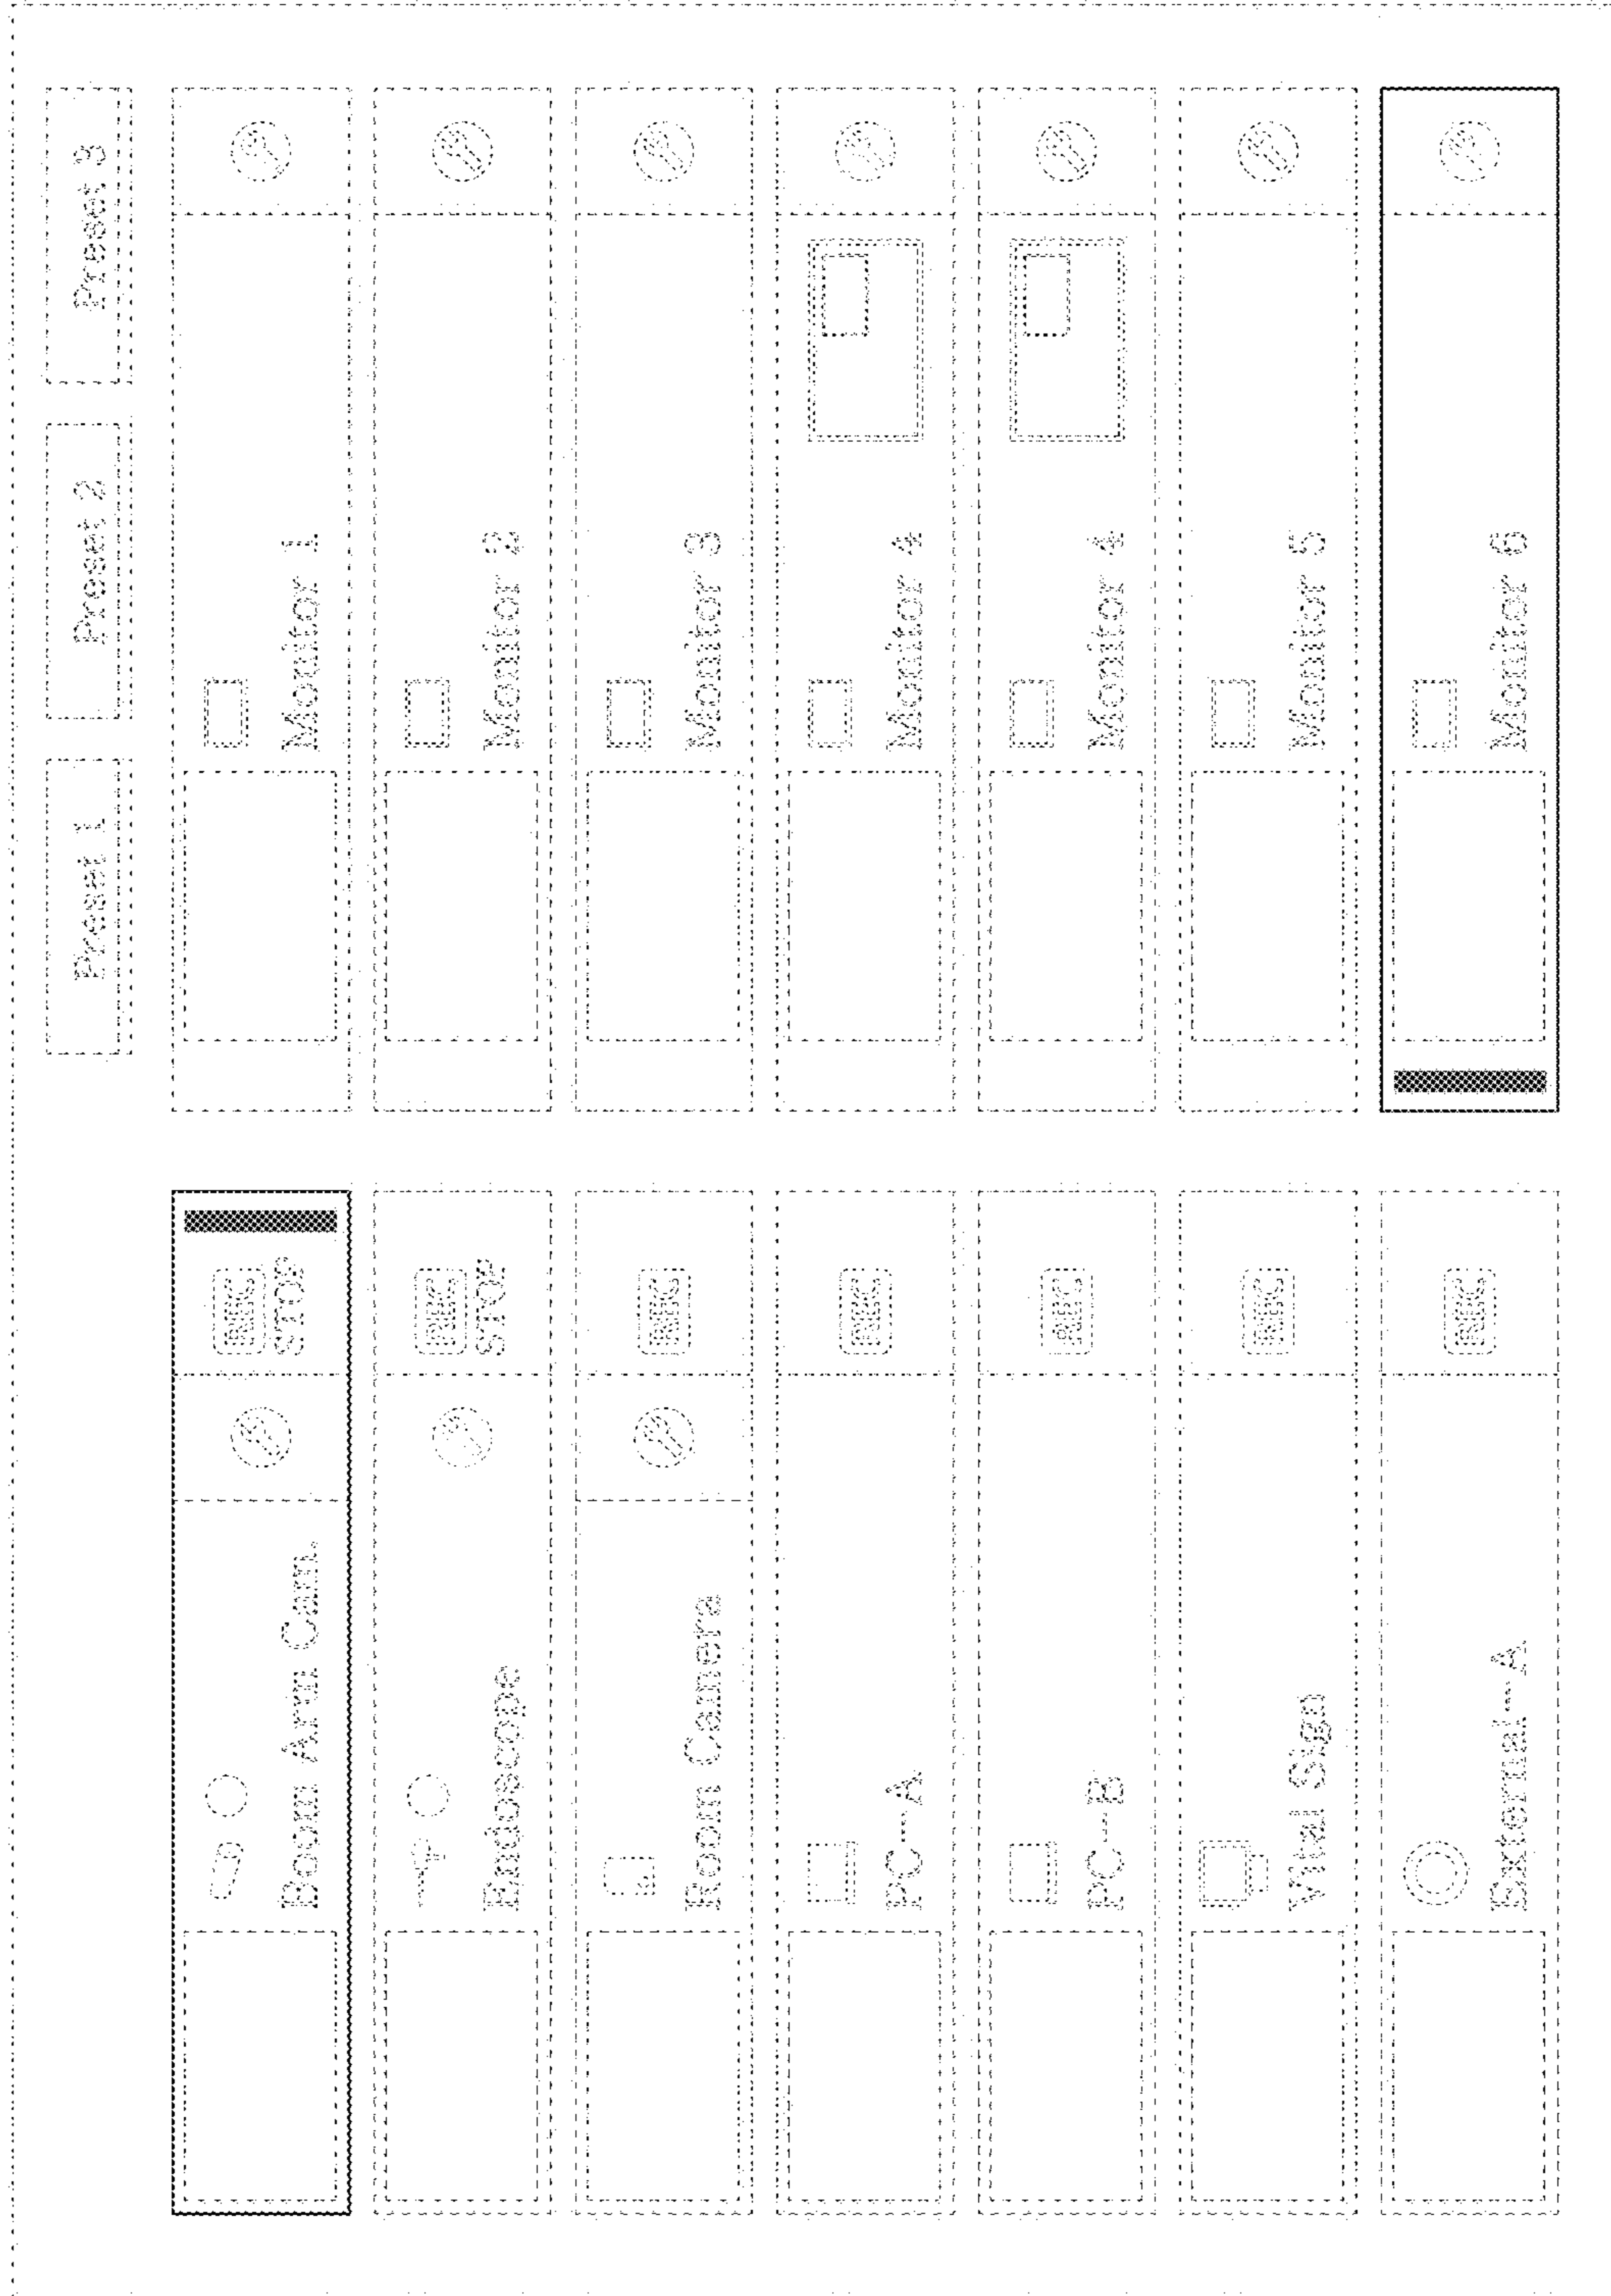 Preset 1
Preset 2
Preset 3
Boom Arm Cam.
REC
STOP
Monitor 1
Endoscope
REC
STOP
Monitor 2
Room Camera
REC
Monitor 3
PC-A
REC
Monitor 4
PC-B
REC
Monitor 4
Vital Sign
REC
Monitor 5
External-A
REC
Monitor 6